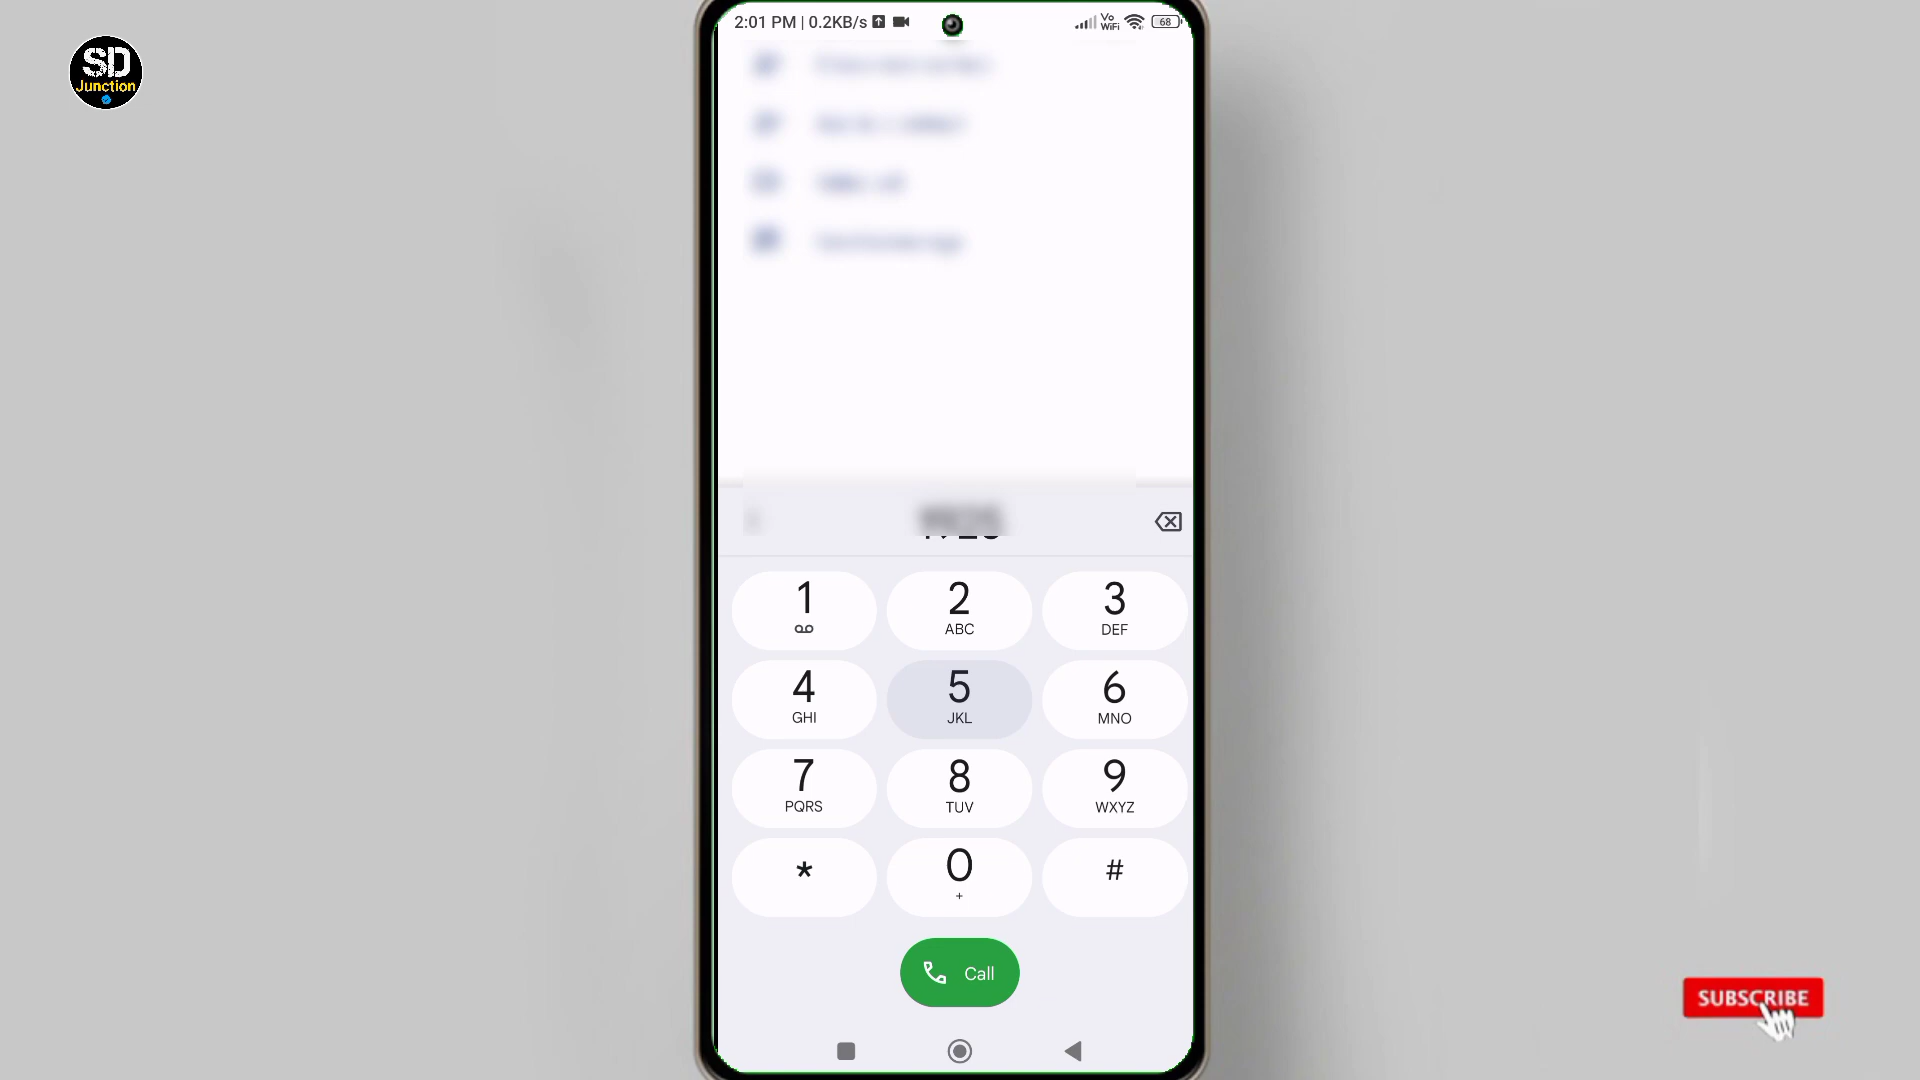 SD
Junction
2:01 PM | 0.2KB/s
Vo
WiFi
68
1
2
ABC
3
DEF
4
GHI
5
JKL
6
MNO
7
PQRS
8
TUV
9
WXYZ
*
0
+
#
Call
SUBSCRIBE